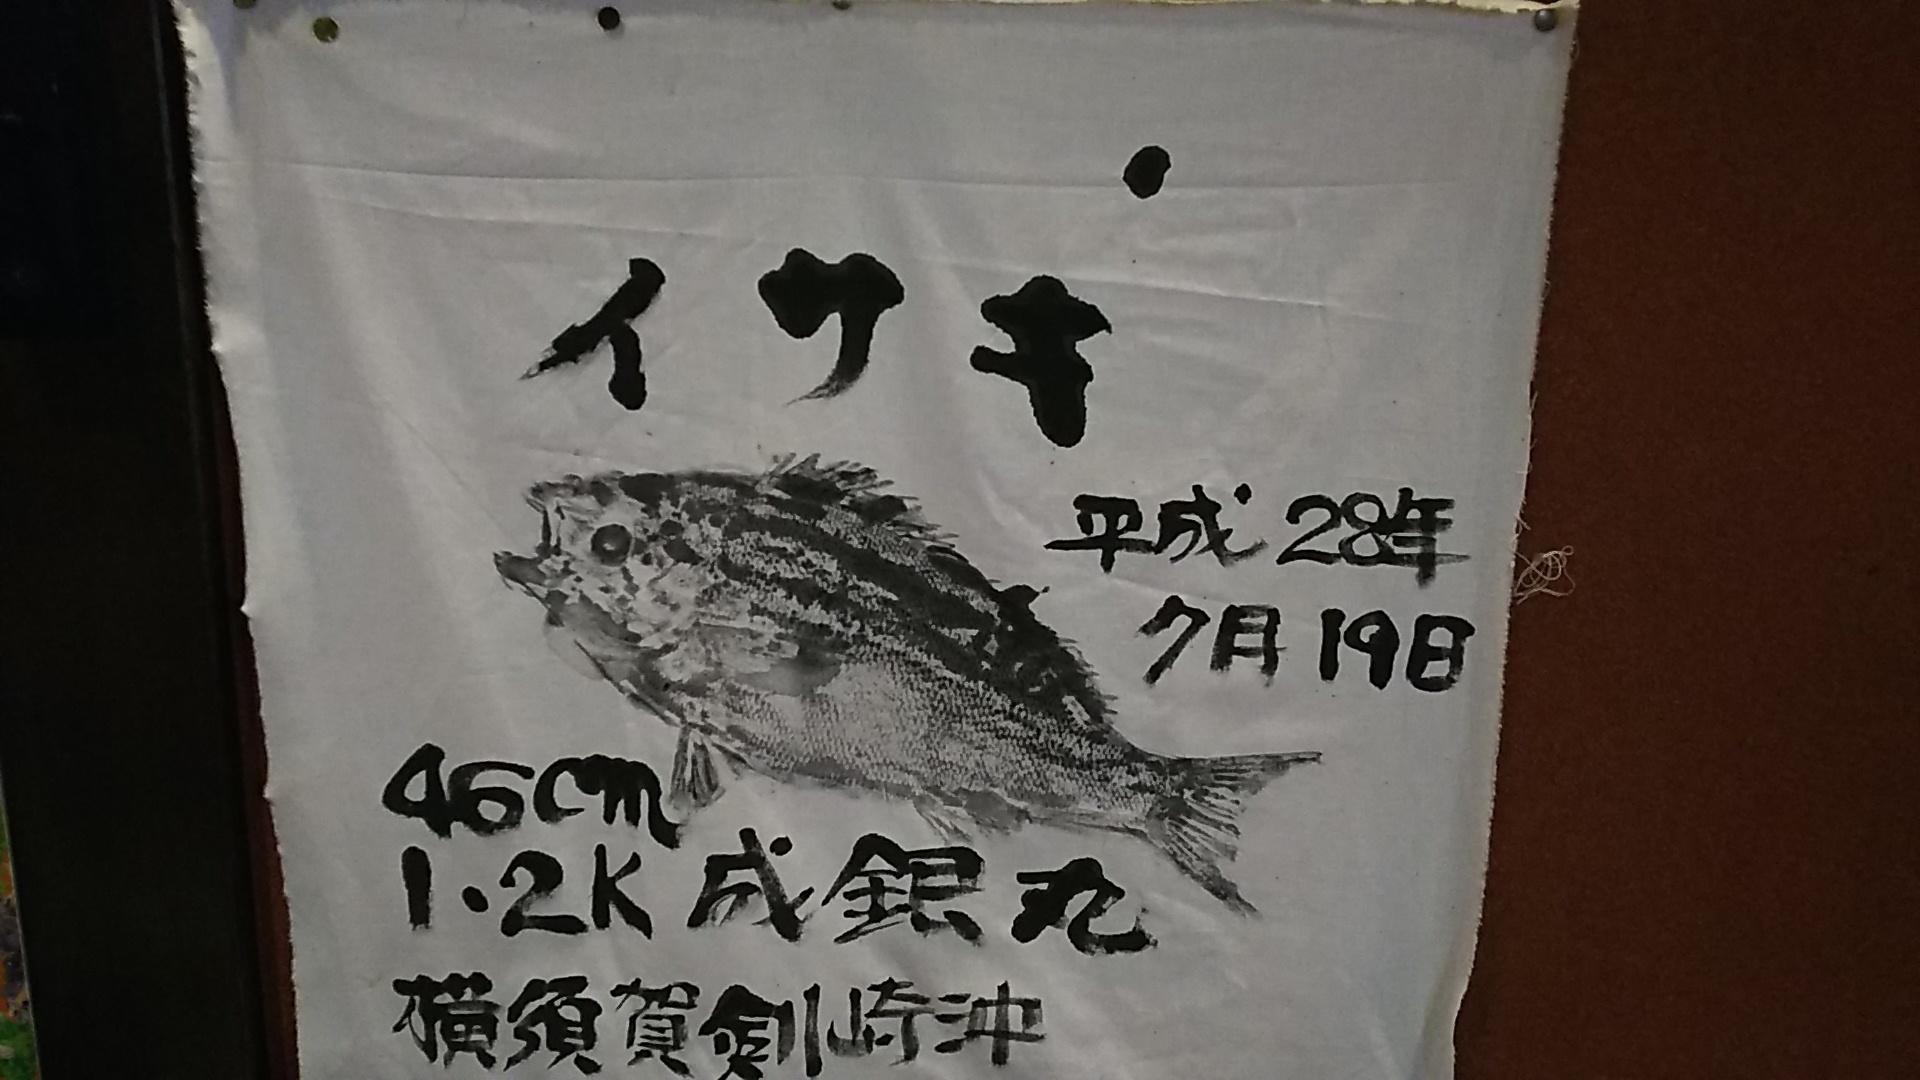 イサキ
平成28年
7月19日
46cm
1.2K 成銀丸
横須賀剣崎沖